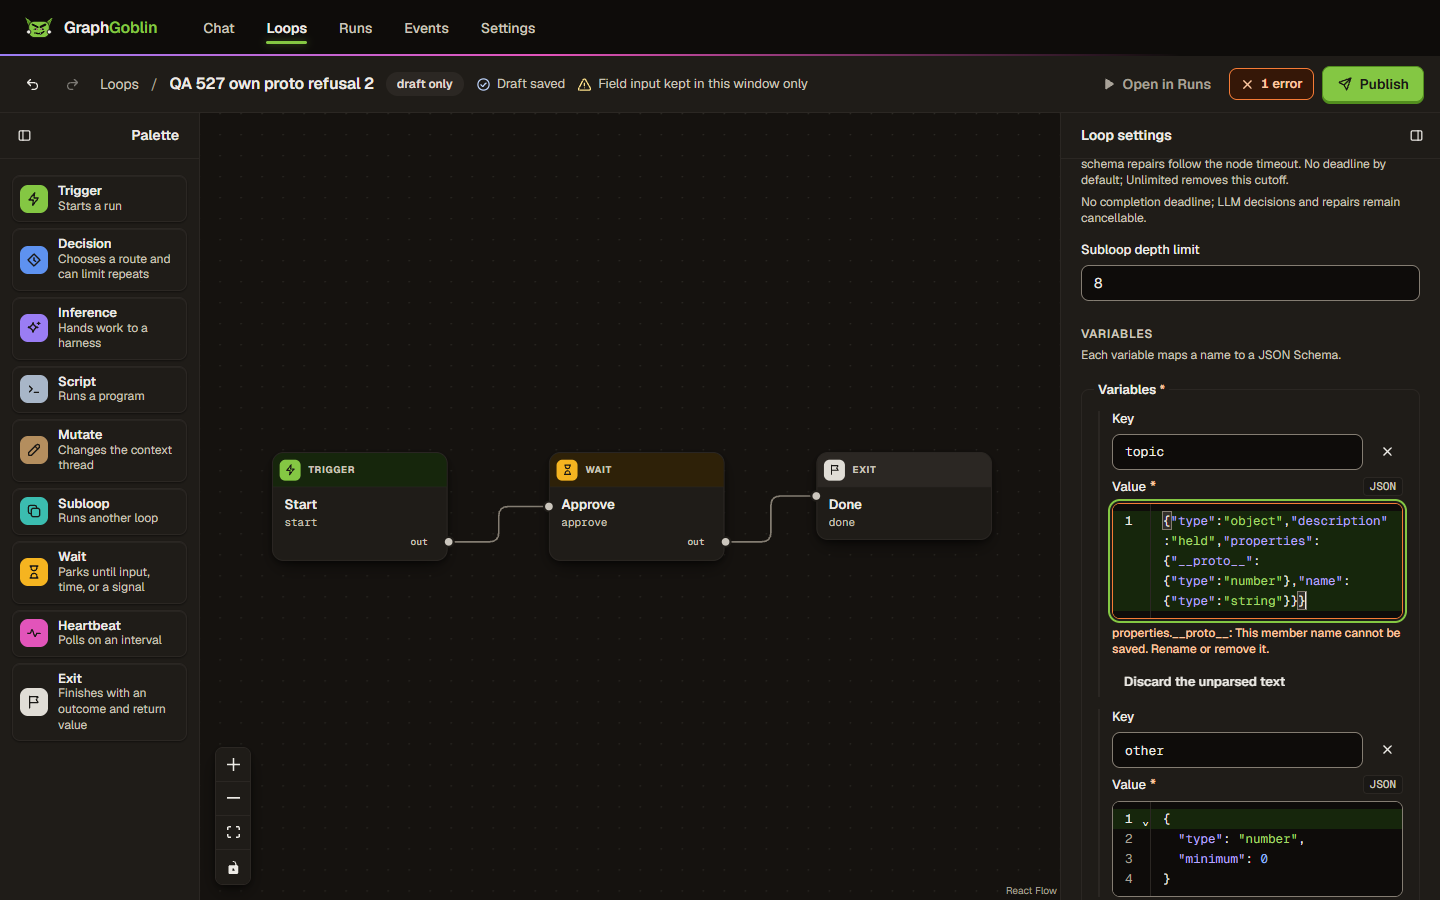 GraphGoblin
Chat
Loops
Runs
Events
Settings
Loops / QA 527 own proto refusal 2
draft only
Draft saved
Field input kept in this window only
Open in Runs
1 error
Publish
Palette
Trigger
Starts a run
Decision
Chooses a route and
can limit repeats
Inference
Hands work to a
harness
Script
Runs a program
Mutate
Changes the context
thread
Subloop
Runs another loop
Wait
Parks until input,
time, or a signal
Heartbeat
Polls on an interval
Exit
Finishes with an
outcome and return
value
TRIGGER
Start
start
out
WAIT
Approve
approve
out
EXIT
Done
done
React Flow
Loop settings
schema repairs follow the node timeout. No deadline by
default; Unlimited removes this cutoff.
No completion deadline; LLM decisions and repairs remain
cancellable.
Subloop depth limit
8
VARIABLES
Each variable maps a name to a JSON Schema.
Variables *
Key
topic
Value *
JSON
1 {"type":"object","description"
:"held","properties":
{"__proto__":
{"type":"number"},"name":
{"type":"string"}}}
properties.__proto__: This member name cannot be
saved. Rename or remove it.
Discard the unparsed text
Key
other
Value *
JSON
1 {
2 "type": "number",
3 "minimum": 0
4 }